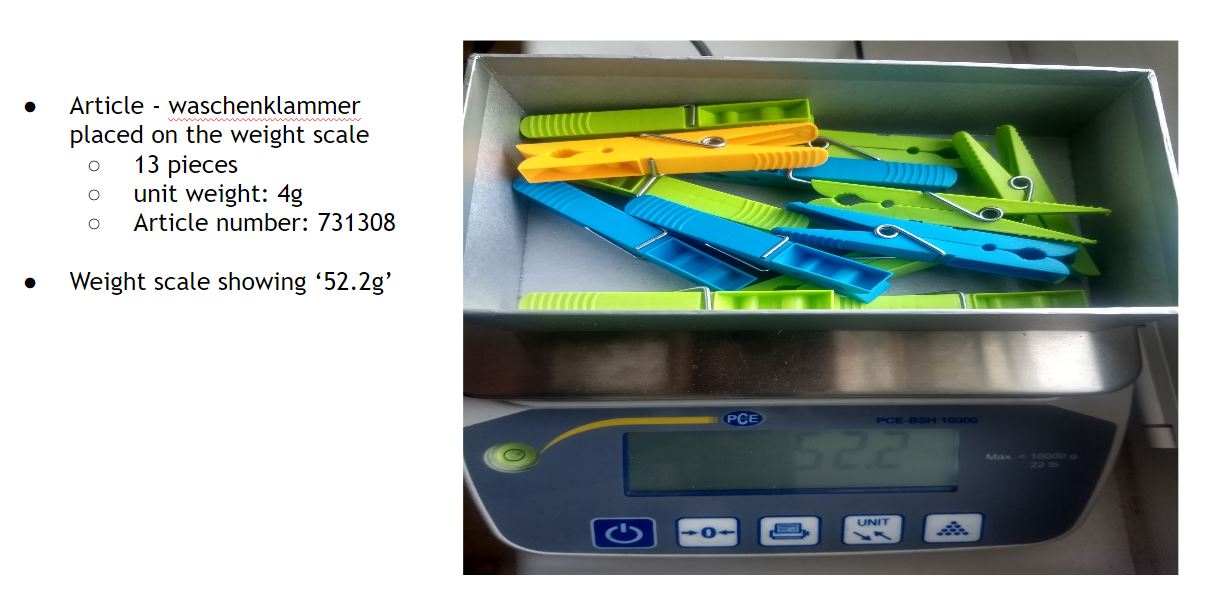 ● Article - waschenklammer
placed on the weight scale
○ 13 pieces
○ unit weight: 4g
○ Article number: 731308
● Weight scale showing ‘52.2g’
PCE
PCE-BSH 10000
52.2
Max. = 10000 g
22 lb
→0←
UNIT